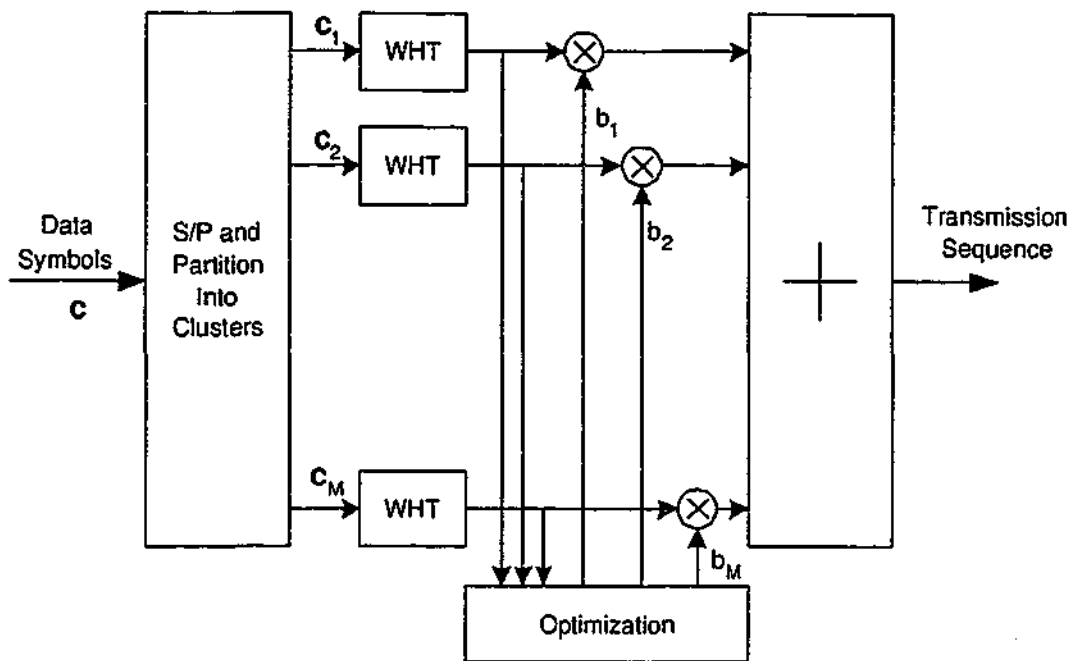 c1
WHT
b1
c2
WHT
b2
Data
Symbols
c
S/P and
Partition
Into
Clusters
Transmission
Sequence
cM
WHT
bM
Optimization